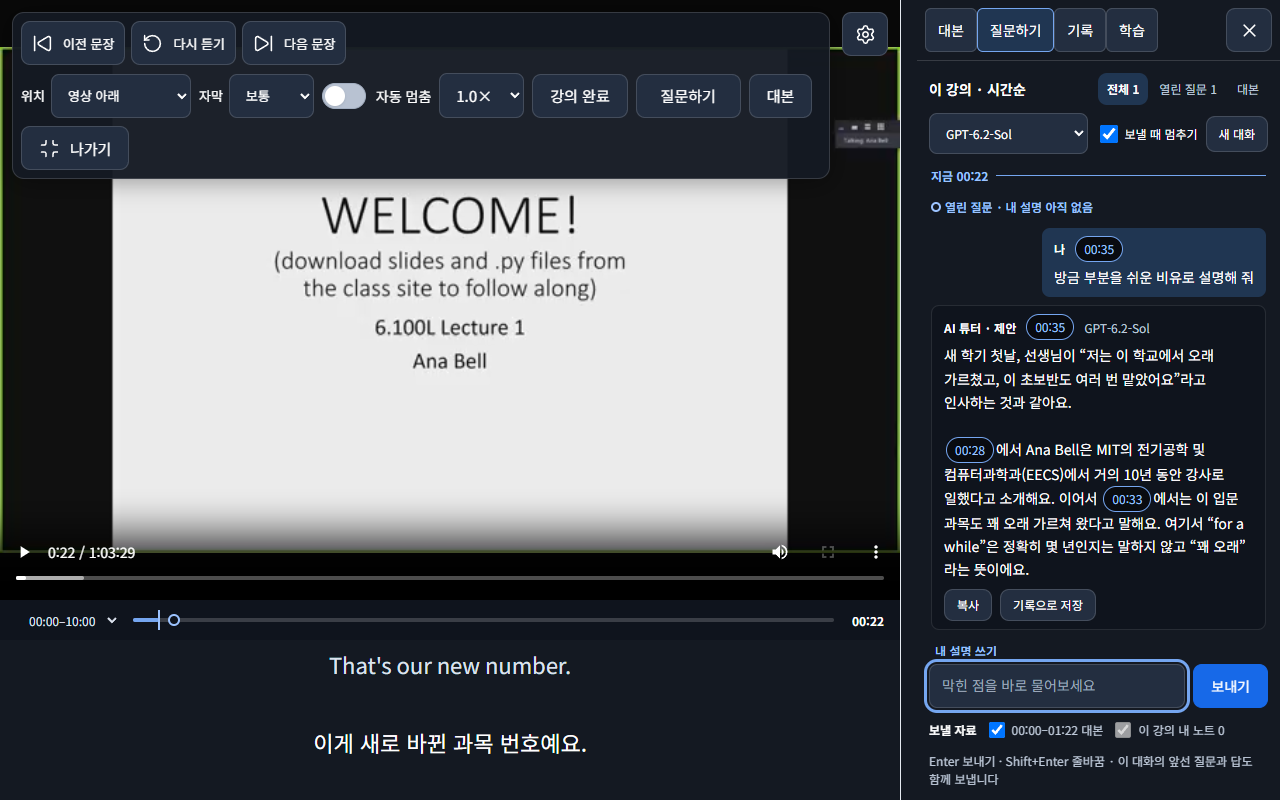 이전 문장 다시 듣기 다음 문장
위치 영상 아래 자막 보통 자동 멈춤 1.0× 강의 완료 질문하기 대본
나가기
Talking: Ana Bell
WELCOME!
(download slides and .py files from
the class site to follow along)
6.100L Lecture 1
Ana Bell
0:22 / 1:03:29
00:00–10:00 00:22
That's our new number.
이게 새로 바뀐 과목 번호예요.
대본 질문하기 기록 학습
이 강의 · 시간순 전체 1 열린 질문 1 대본
GPT-6.2-Sol 보낼 때 멈추기 새 대화
지금 00:22
열린 질문 · 내 설명 아직 없음
나 00:35
방금 부분을 쉬운 비유로 설명해 줘
AI 튜터 · 제안 00:35 GPT-6.2-Sol
새 학기 첫날, 선생님이 “저는 이 학교에서 오래
가르쳤고, 이 초보반도 여러 번 맡았어요”라고
인사하는 것과 같아요.
00:28 에서 Ana Bell은 MIT의 전기공학 및
컴퓨터과학과(EECS)에서 거의 10년 동안 강사로
일했다고 소개해요. 이어서 00:33 에서는 이 입문
과목도 꽤 오래 가르쳐 왔다고 말해요. 여기서 “for a
while”은 정확히 몇 년인지는 말하지 않고 “꽤 오래”
라는 뜻이에요.
복사 기록으로 저장
내 설명 쓰기
막힌 점을 바로 물어보세요 보내기
보낼 자료 00:00–01:22 대본 이 강의 내 노트 0
Enter 보내기 · Shift+Enter 줄바꿈 · 이 대화의 앞선 질문과 답도
함께 보냅니다